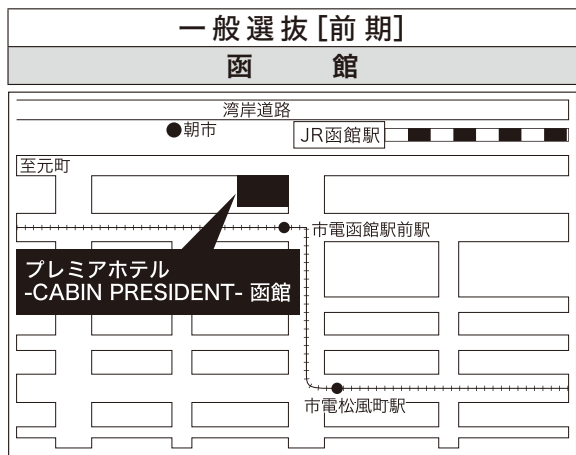 一般選抜[前期]
函館
湾岸道路
朝市
JR函館駅
至元町
市電函館駅前駅
プレミアホテル
-CABIN PRESIDENT- 函館
市電松風町駅